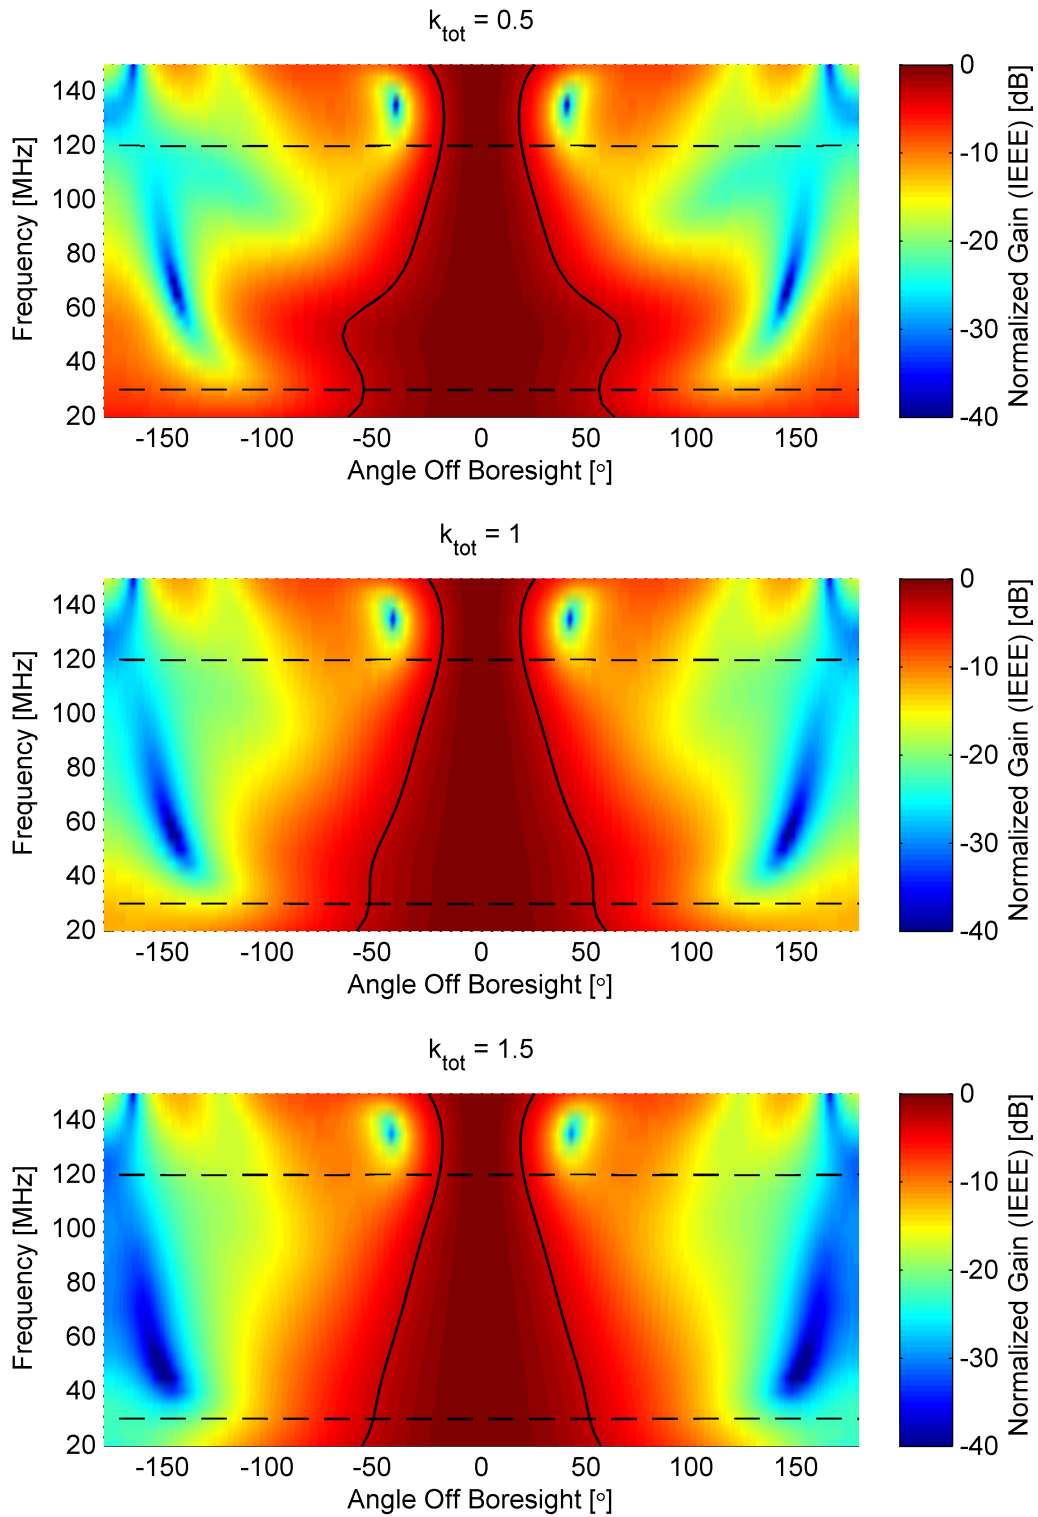 k_tot = 0.5
Frequency [MHz]
140
120
100
80
60
40
20
-150 -100 -50 0 50 100 150
Angle Off Boresight [°]
0
-10
-20
-30
-40
Normalized Gain (IEEE) [dB]
k_tot = 1
Frequency [MHz]
140
120
100
80
60
40
20
-150 -100 -50 0 50 100 150
Angle Off Boresight [°]
0
-10
-20
-30
-40
Normalized Gain (IEEE) [dB]
k_tot = 1.5
Frequency [MHz]
140
120
100
80
60
40
20
-150 -100 -50 0 50 100 150
Angle Off Boresight [°]
0
-10
-20
-30
-40
Normalized Gain (IEEE) [dB]